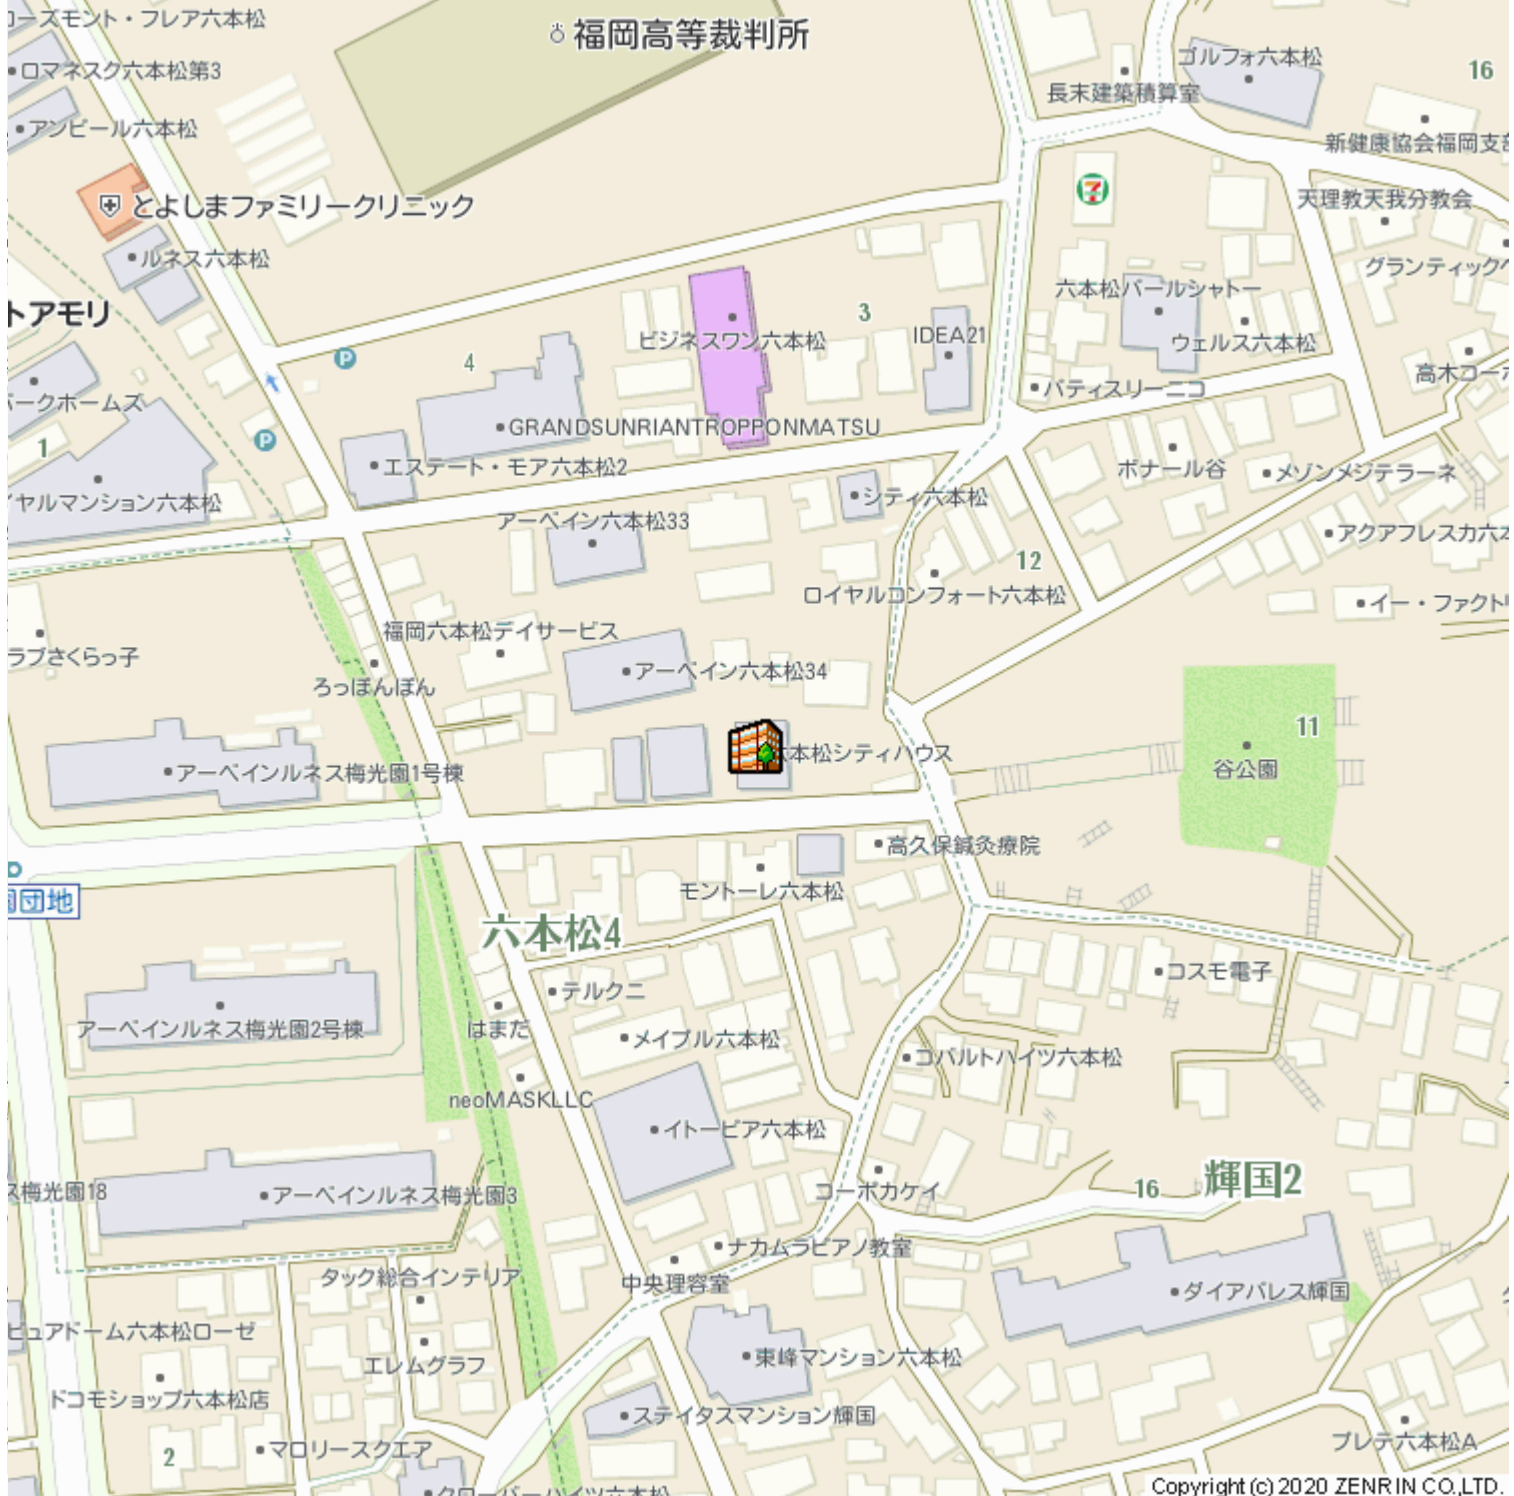 ローズモント・フレア六本松
福岡高等裁判所
ロマネスク六本松第3
ゴルフォ六本松
16
長末建築積算室
アンピール六本松
新健康協会福岡支部
とよしまファミリークリニック
天理教天我分教会
ルネス六本松
グランティック
六本松パールシャトー
トアモリ
3
ビジネスワン六本松
IDEA21
ウェルス六本松
P
4
パティスリーニコ
高木コーポ
パークホームズ
GRANDSUNRIANTROPPONMATSU
P
1
エステート・モア六本松2
ボナール谷
メゾンメジテラーネ
イヤルマンション六本松
シティ六本松
アーベイン六本松33
アクアフレスカ六本
12
ロイヤルコンフォート六本松
イー・ファクトリ
福岡六本松デイサービス
ラブさくらっ子
アーベイン六本松34
ろっぽんぽん
11
六本松シティハウス
アーベインルネス梅光園1号棟
谷公園
高久保鍼灸療院
園団地
モントーレ六本松
六本松4
コスモ電子
テルクニ
アーベインルネス梅光園2号棟
はまだ
メイプル六本松
コバルトハイツ六本松
neoMASKLLC
イトーピア六本松
ス梅光園18
アーベインルネス梅光園3
コーポカケイ
16
輝国2
ナカムラピアノ教室
タック総合インテリア
中央理容室
ダイアパレス輝国
ピュアドーム六本松ローゼ
エレムグラフ
東峰マンション六本松
ドコモショップ六本松店
ステイタスマンション輝国
2
マロリースクエア
プレテ六本松A
クローバーハイツ六本松
Copyright (c) 2020 ZENRIN CO.,LTD.